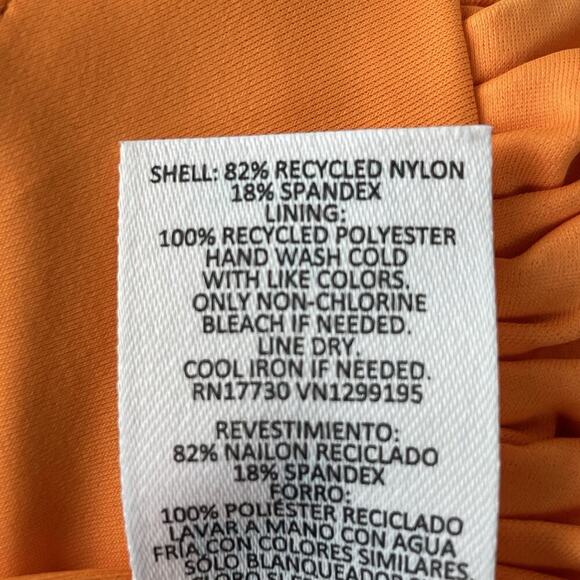 SHELL: 82% RECYCLED NYLON
18% SPANDEX
LINING:
100% RECYCLED POLYESTER
HAND WASH COLD
WITH LIKE COLORS.
ONLY NON-CHLORINE
BLEACH IF NEEDED.
LINE DRY.
COOL IRON IF NEEDED.
RN17730 VN1299195
REVESTIMIENTO:
82% NAILON RECICLADO
18% SPANDEX
FORRO:
100% POLIÉSTER RECICLADO
LAVAR A MANO CON AGUA
FRÍA CON COLORES SIMILARES
SÓLO BLANQUEADOR